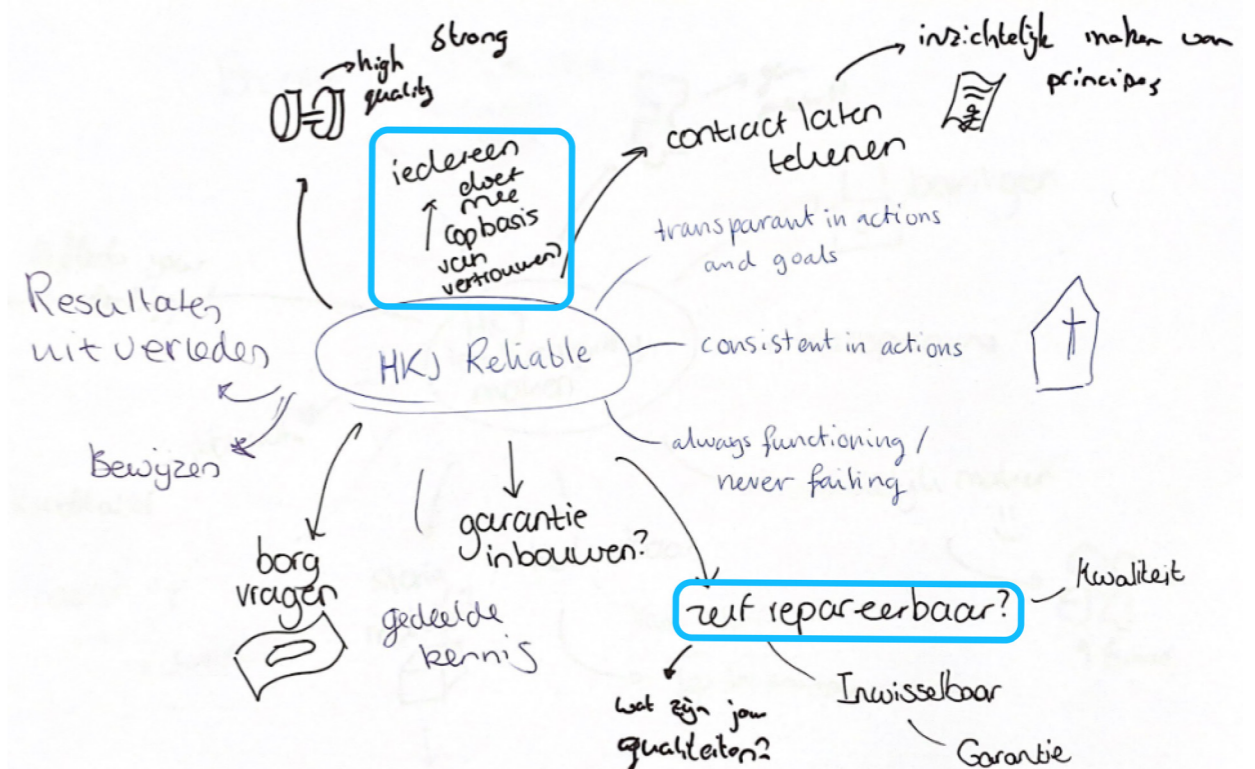 Strong
high
quality
iedereen
doet
mee
(op basis
van
vertrouwen?)
inzichtelijk maken van
principes
contract laten
tekenen
transparant in actions
and goals
Resultaten
uit verleden
HKJ Reliable
consistent in actions
Bewijzen
always functioning /
never failing
borg
vragen
garantie
inbouwen?
gedeelde
kennis
zelf repareerbaar?
Kwaliteit
wat zijn jouw
qualiteiten?
Inwisselbaar
Garantie